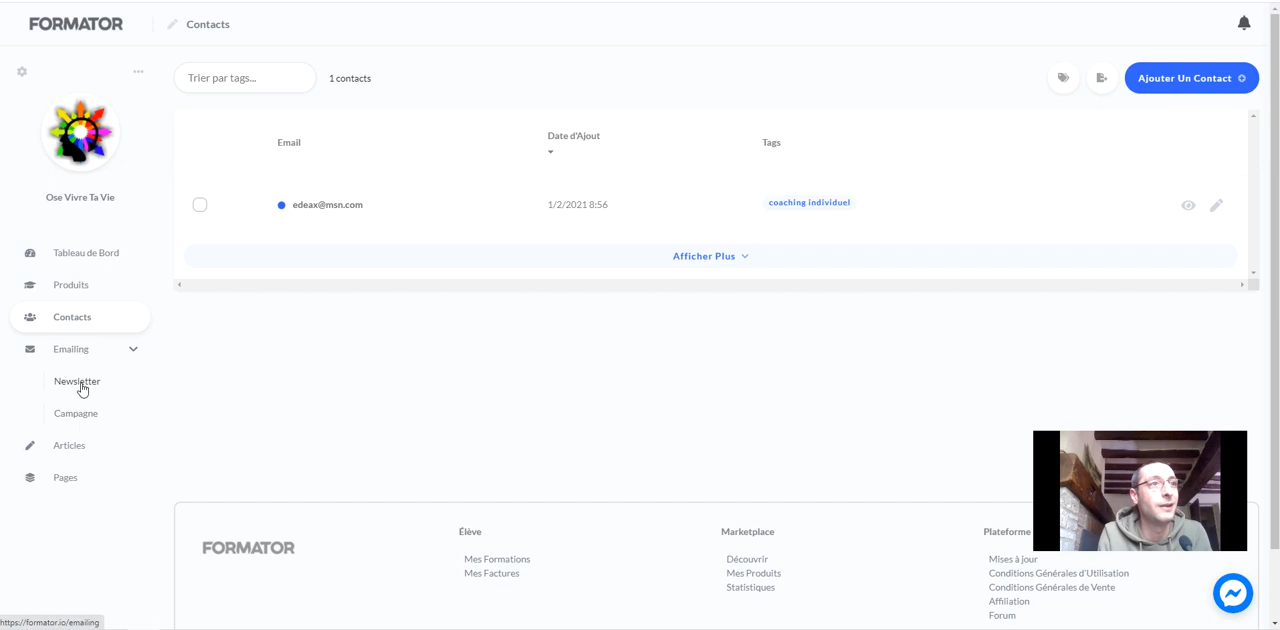 FORMATOR
Contacts
Trier par tags...
1 contacts
Ajouter Un Contact
Email
Date d'Ajout
Tags
edeax@msn.com
1/2/2021 8:56
coaching individuel
Afficher Plus
Ose Vivre Ta Vie
Tableau de Bord
Produits
Contacts
Emailing
Newsletter
Campagne
Articles
Pages
FORMATOR
Élève
Mes Formations
Mes Factures
Marketplace
Découvrir
Mes Produits
Statistiques
Plateforme
Mises à jour
Conditions Générales d'Utilisation
Conditions Générales de Vente
Affiliation
Forum
https://formator.io/emailing